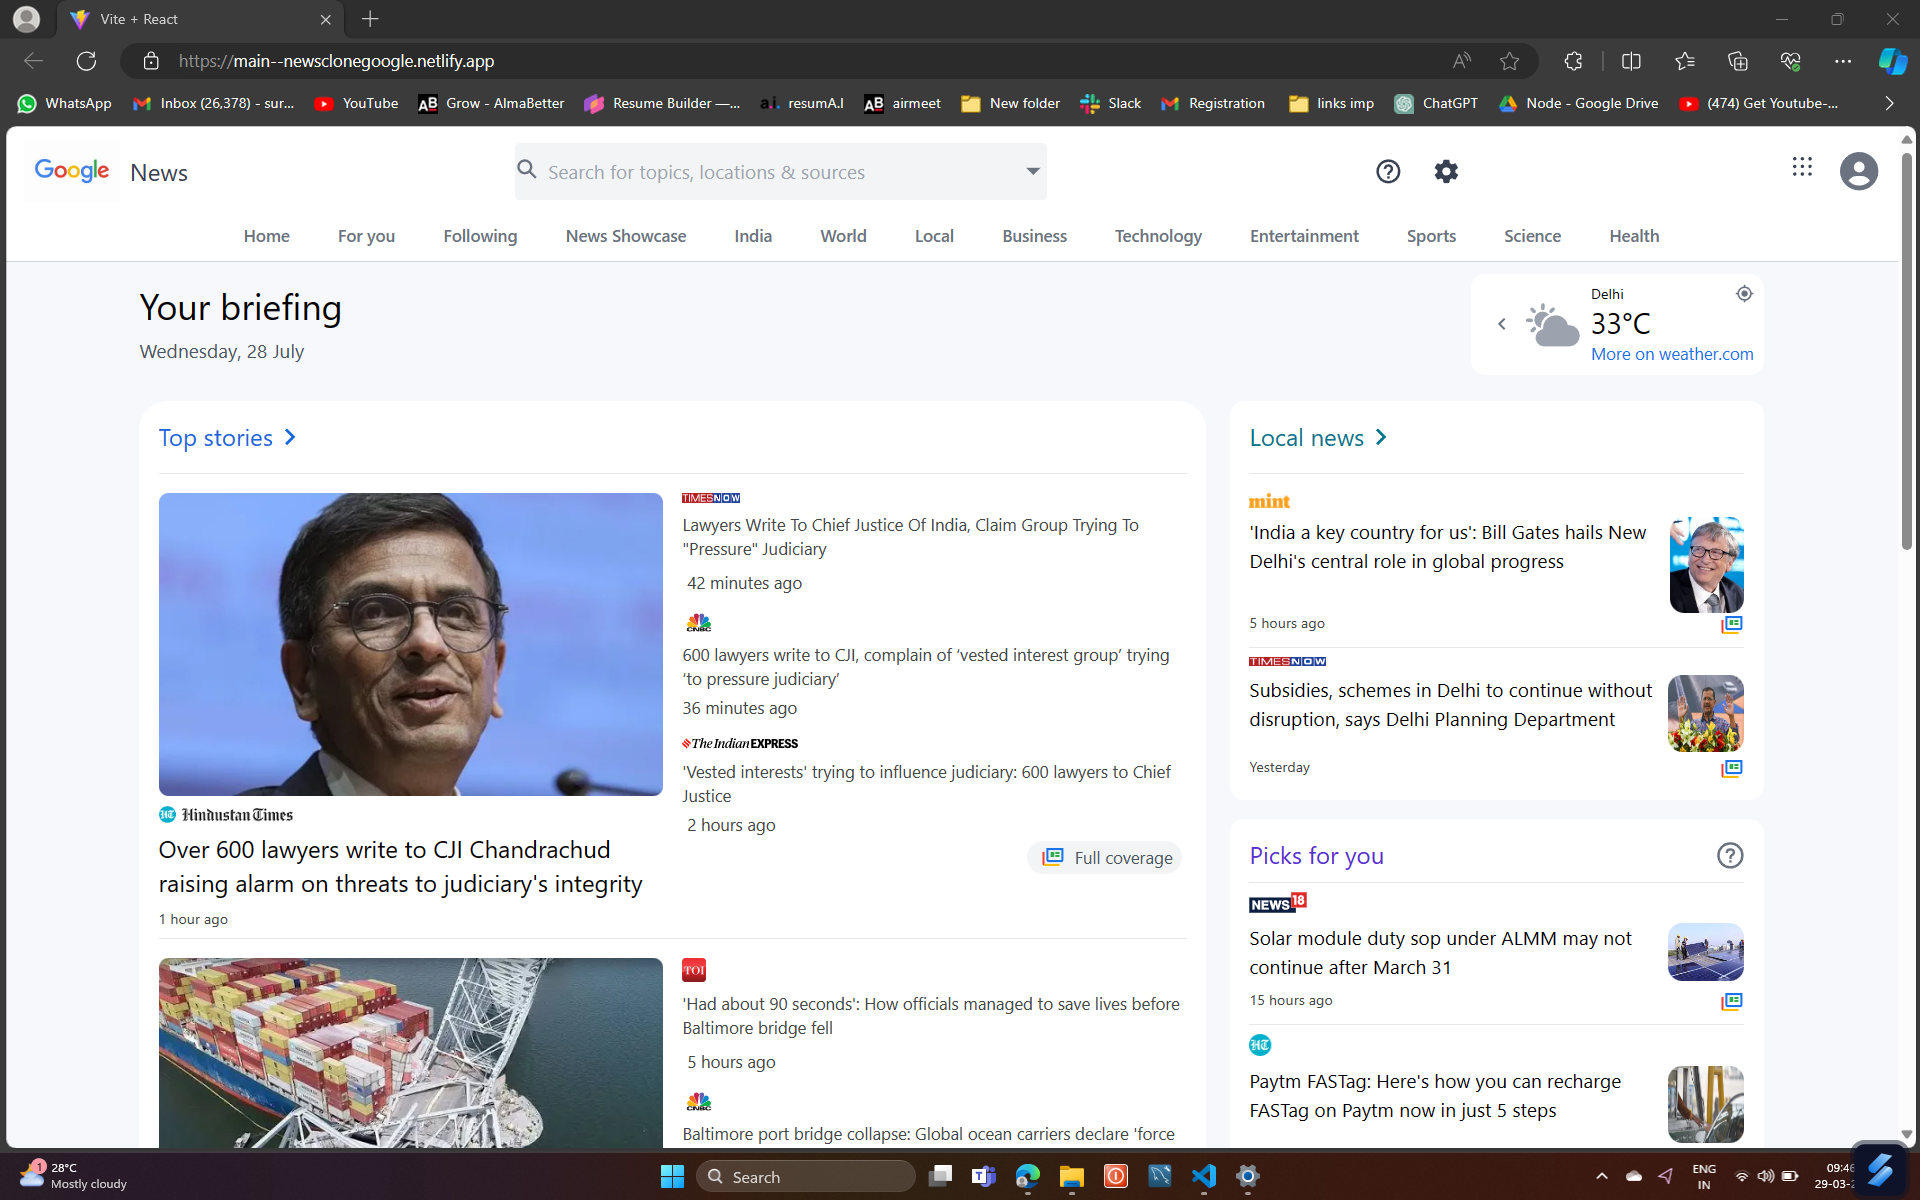 Vite + React
https://main--newsclonegoogle.netlify.app
WhatsApp
Inbox (26,378) - sur...
YouTube
AB Grow - AlmaBetter
Resume Builder —...
a.i. resumA.I
AB airmeet
New folder
Slack
Registration
links imp
ChatGPT
Node - Google Drive
(474) Get Youtube-...
Google News
Search for topics, locations & sources
Home
For you
Following
News Showcase
India
World
Local
Business
Technology
Entertainment
Sports
Science
Health
Your briefing
Wednesday, 28 July
Delhi
33°C
More on weather.com
Top stories
Hindustan Times
Over 600 lawyers write to CJI Chandrachud
raising alarm on threats to judiciary's integrity
1 hour ago
TIMES NOW
Lawyers Write To Chief Justice Of India, Claim Group Trying To
"Pressure" Judiciary
42 minutes ago
CNBC
600 lawyers write to CJI, complain of ‘vested interest group’ trying
‘to pressure judiciary’
36 minutes ago
The Indian EXPRESS
'Vested interests' trying to influence judiciary: 600 lawyers to Chief
Justice
2 hours ago
Full coverage
TOI
'Had about 90 seconds': How officials managed to save lives before
Baltimore bridge fell
5 hours ago
CNBC
Baltimore port bridge collapse: Global ocean carriers declare 'force
Local news
mint
'India a key country for us': Bill Gates hails New
Delhi's central role in global progress
5 hours ago
TIMES NOW
Subsidies, schemes in Delhi to continue without
disruption, says Delhi Planning Department
Yesterday
Picks for you
NEWS 18
Solar module duty sop under ALMM may not
continue after March 31
15 hours ago
HT
Paytm FASTag: Here's how you can recharge
FASTag on Paytm now in just 5 steps
1
28°C
Mostly cloudy
Search
ENG
IN
09:46
29-03-2